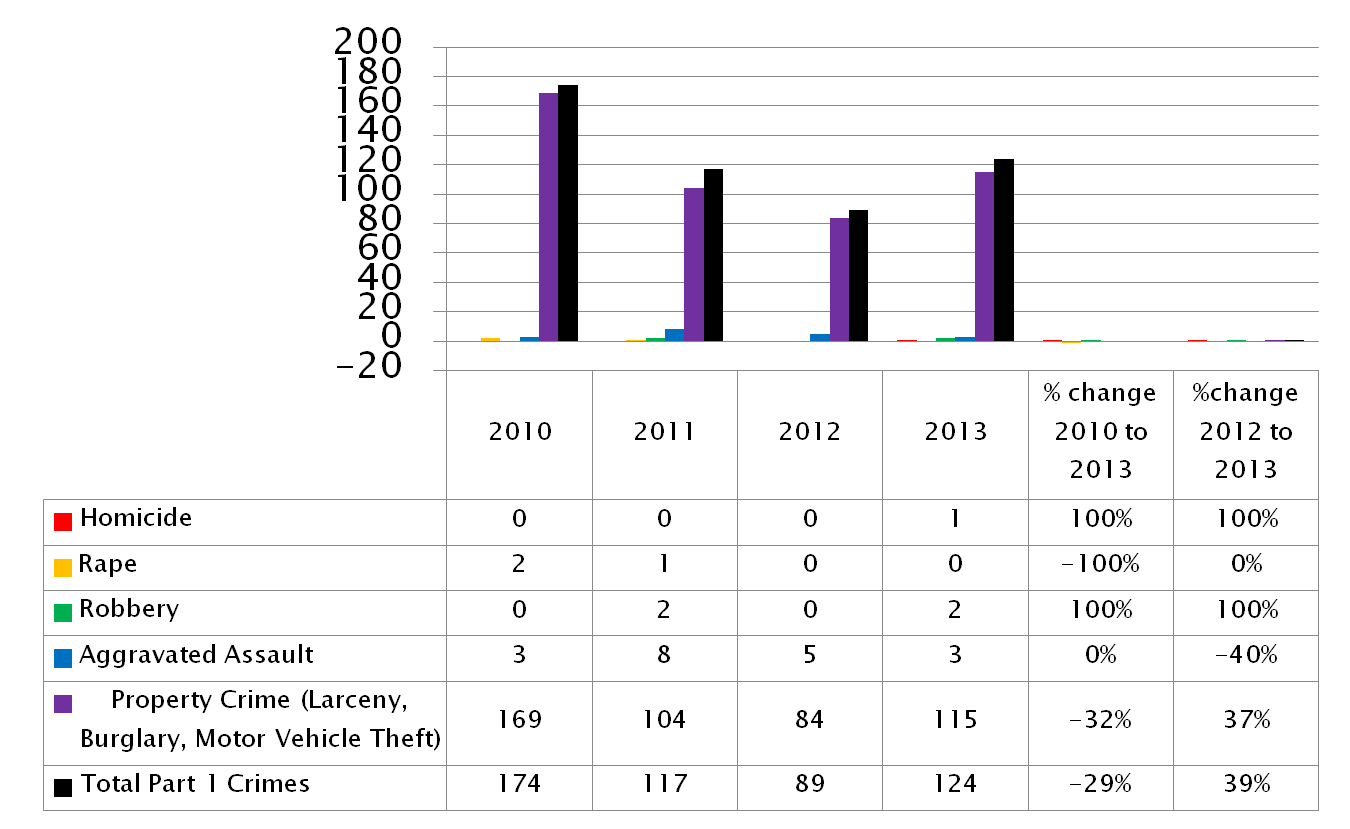 200
180
160
140
120
100
80
60
40
20
0
-20
2010 2011 2012 2013 % change 2010 to 2013 %change 2012 to 2013
Homicide 0 0 0 1 100% 100%
Rape 2 1 0 0 -100% 0%
Robbery 0 2 0 2 100% 100%
Aggravated Assault 3 8 5 3 0% -40%
Property Crime (Larceny,
Burglary, Motor Vehicle Theft) 169 104 84 115 -32% 37%
Total Part 1 Crimes 174 117 89 124 -29% 39%